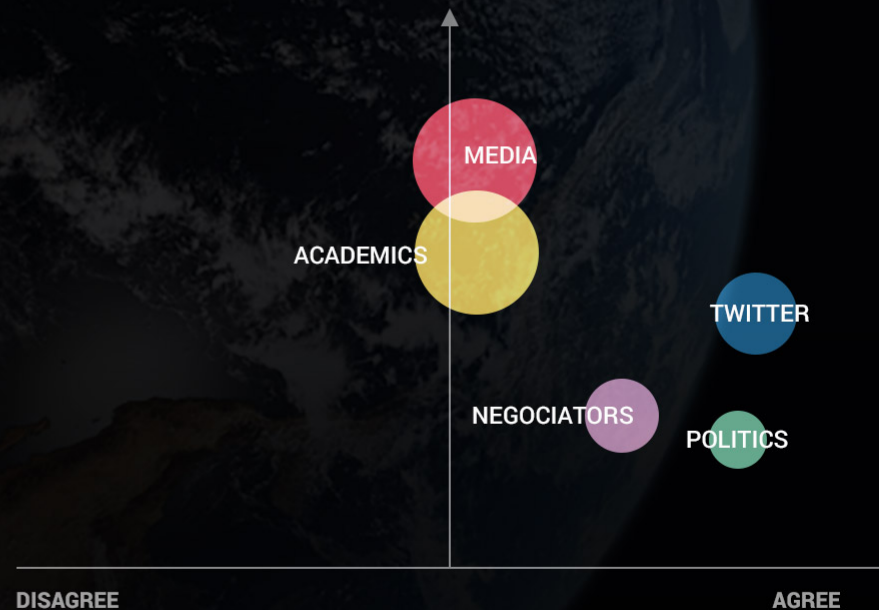 MEDIA
ACADEMICS
TWITTER
NEGOCIATORS
POLITICS
DISAGREE
AGREE